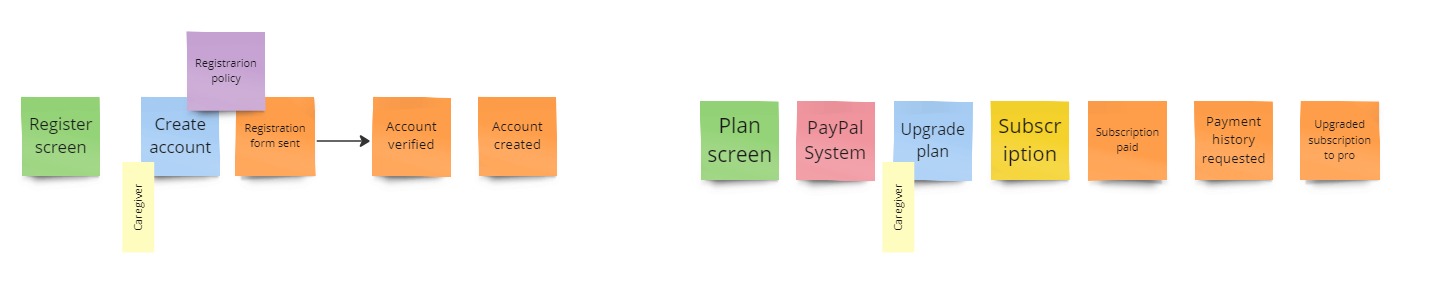 Registrarion
policy
Register
screen
Create
account
Registration
form sent
Account
verified
Account
created
Caregiver
Plan
screen
PayPal
System
Upgrade
plan
Subscr
iption
Subscription
paid
Payment
history
requested
Upgraded
subscription
to pro
Caregiver